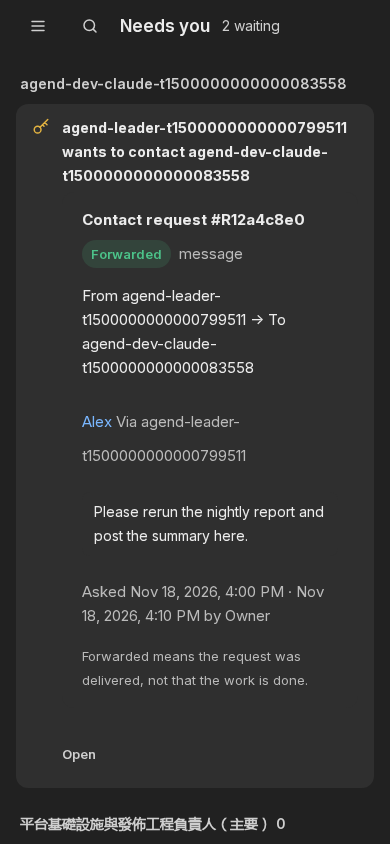 Needs you 2 waiting
agend-dev-claude-t1500000000000083558
agend-leader-t1500000000000799511
wants to contact agend-dev-claude-
t1500000000000083558
Contact request #R12a4c8e0
Forwarded message
From agend-leader-
t1500000000000799511 → To
agend-dev-claude-
t1500000000000083558
Alex Via agend-leader-
t1500000000000799511
Please rerun the nightly report and
post the summary here.
Asked Nov 18, 2026, 4:00 PM · Nov
18, 2026, 4:10 PM by Owner
Forwarded means the request was
delivered, not that the work is done.
Open
平台基礎設施與發佈工程負責人（主要）0